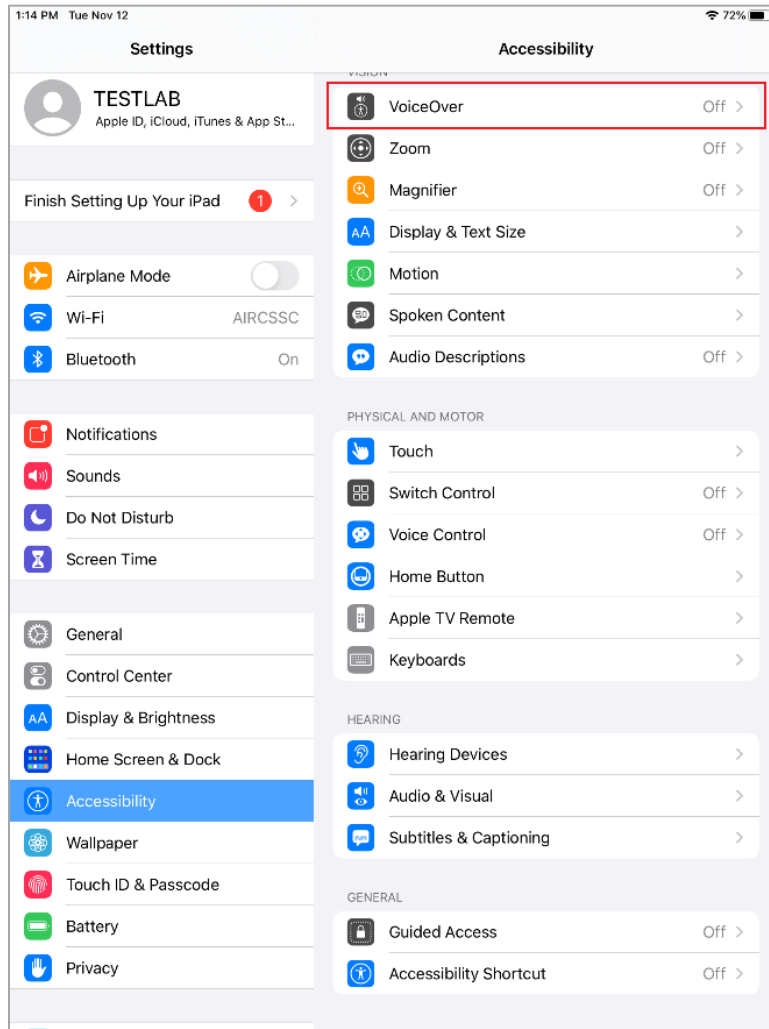 1:14 PM Tue Nov 12
72%
Settings
TESTLAB
Apple ID, iCloud, iTunes & App St...
Finish Setting Up Your iPad 1
Airplane Mode
Wi-Fi AIRCSSC
Bluetooth On
Notifications
Sounds
Do Not Disturb
Screen Time
General
Control Center
AA Display & Brightness
Home Screen & Dock
Accessibility
Wallpaper
Touch ID & Passcode
Battery
Privacy
Accessibility
VISION
VoiceOver Off
Zoom Off
Magnifier Off
AA Display & Text Size
Motion
Spoken Content
Audio Descriptions Off
PHYSICAL AND MOTOR
Touch
Switch Control Off
Voice Control Off
Home Button
Apple TV Remote
Keyboards
HEARING
Hearing Devices
Audio & Visual
Subtitles & Captioning
GENERAL
Guided Access Off
Accessibility Shortcut Off